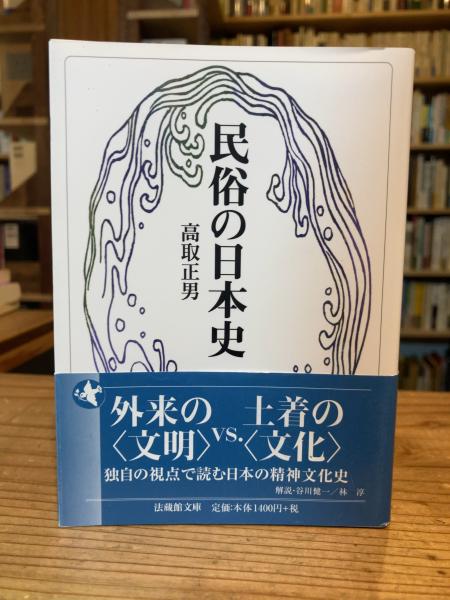 民俗の日本史
高取正男
外来の〈文明〉vs.土着の〈文化〉
独自の視点で読む日本の精神文化史
解説・谷川健一／林 淳
法蔵館文庫 定価:本体1400円+税